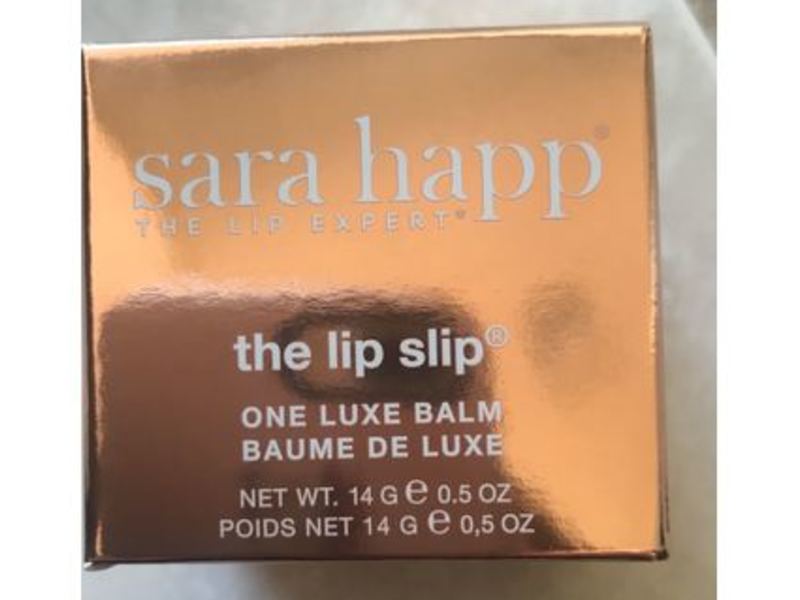 sara happ®
THE LIP EXPERT®
the lip slip®
ONE LUXE BALM
BAUME DE LUXE
NET WT. 14 G ℮ 0.5 OZ
POIDS NET 14 G ℮ 0,5 OZ